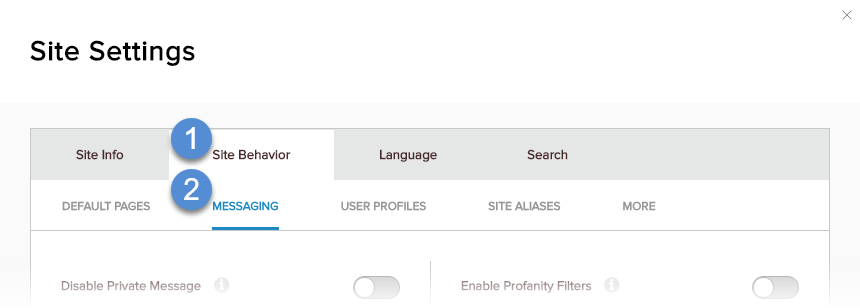 Site Settings
1
Site Info Site Behavior Language Search
2
DEFAULT PAGES MESSAGING USER PROFILES SITE ALIASES MORE
Disable Private Message i Enable Profanity Filters i